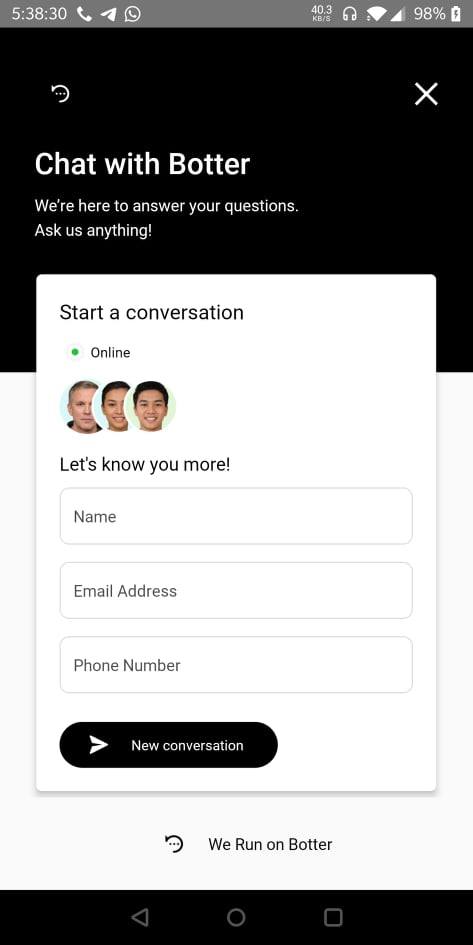 5:38:30
40.3
KB/S
98%
Chat with Botter
We're here to answer your questions.
Ask us anything!
Start a conversation
Online
Let's know you more!
Name
Email Address
Phone Number
New conversation
We Run on Botter